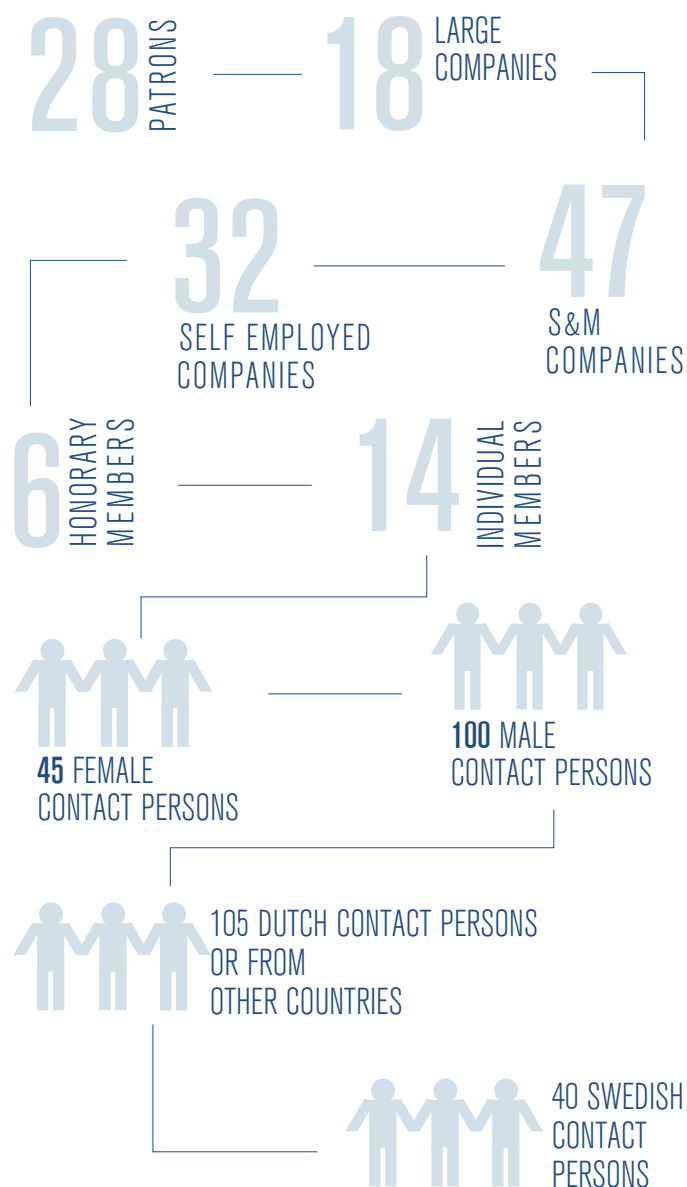 28 PATRONS
18 LARGE
COMPANIES
47
S&M
COMPANIES
32
SELF EMPLOYED
COMPANIES
6 HONORARY
MEMBERS
14 INDIVIDUAL
MEMBERS
45 FEMALE
CONTACT PERSONS
100 MALE
CONTACT PERSONS
105 DUTCH CONTACT PERSONS
OR FROM
OTHER COUNTRIES
40 SWEDISH
CONTACT
PERSONS